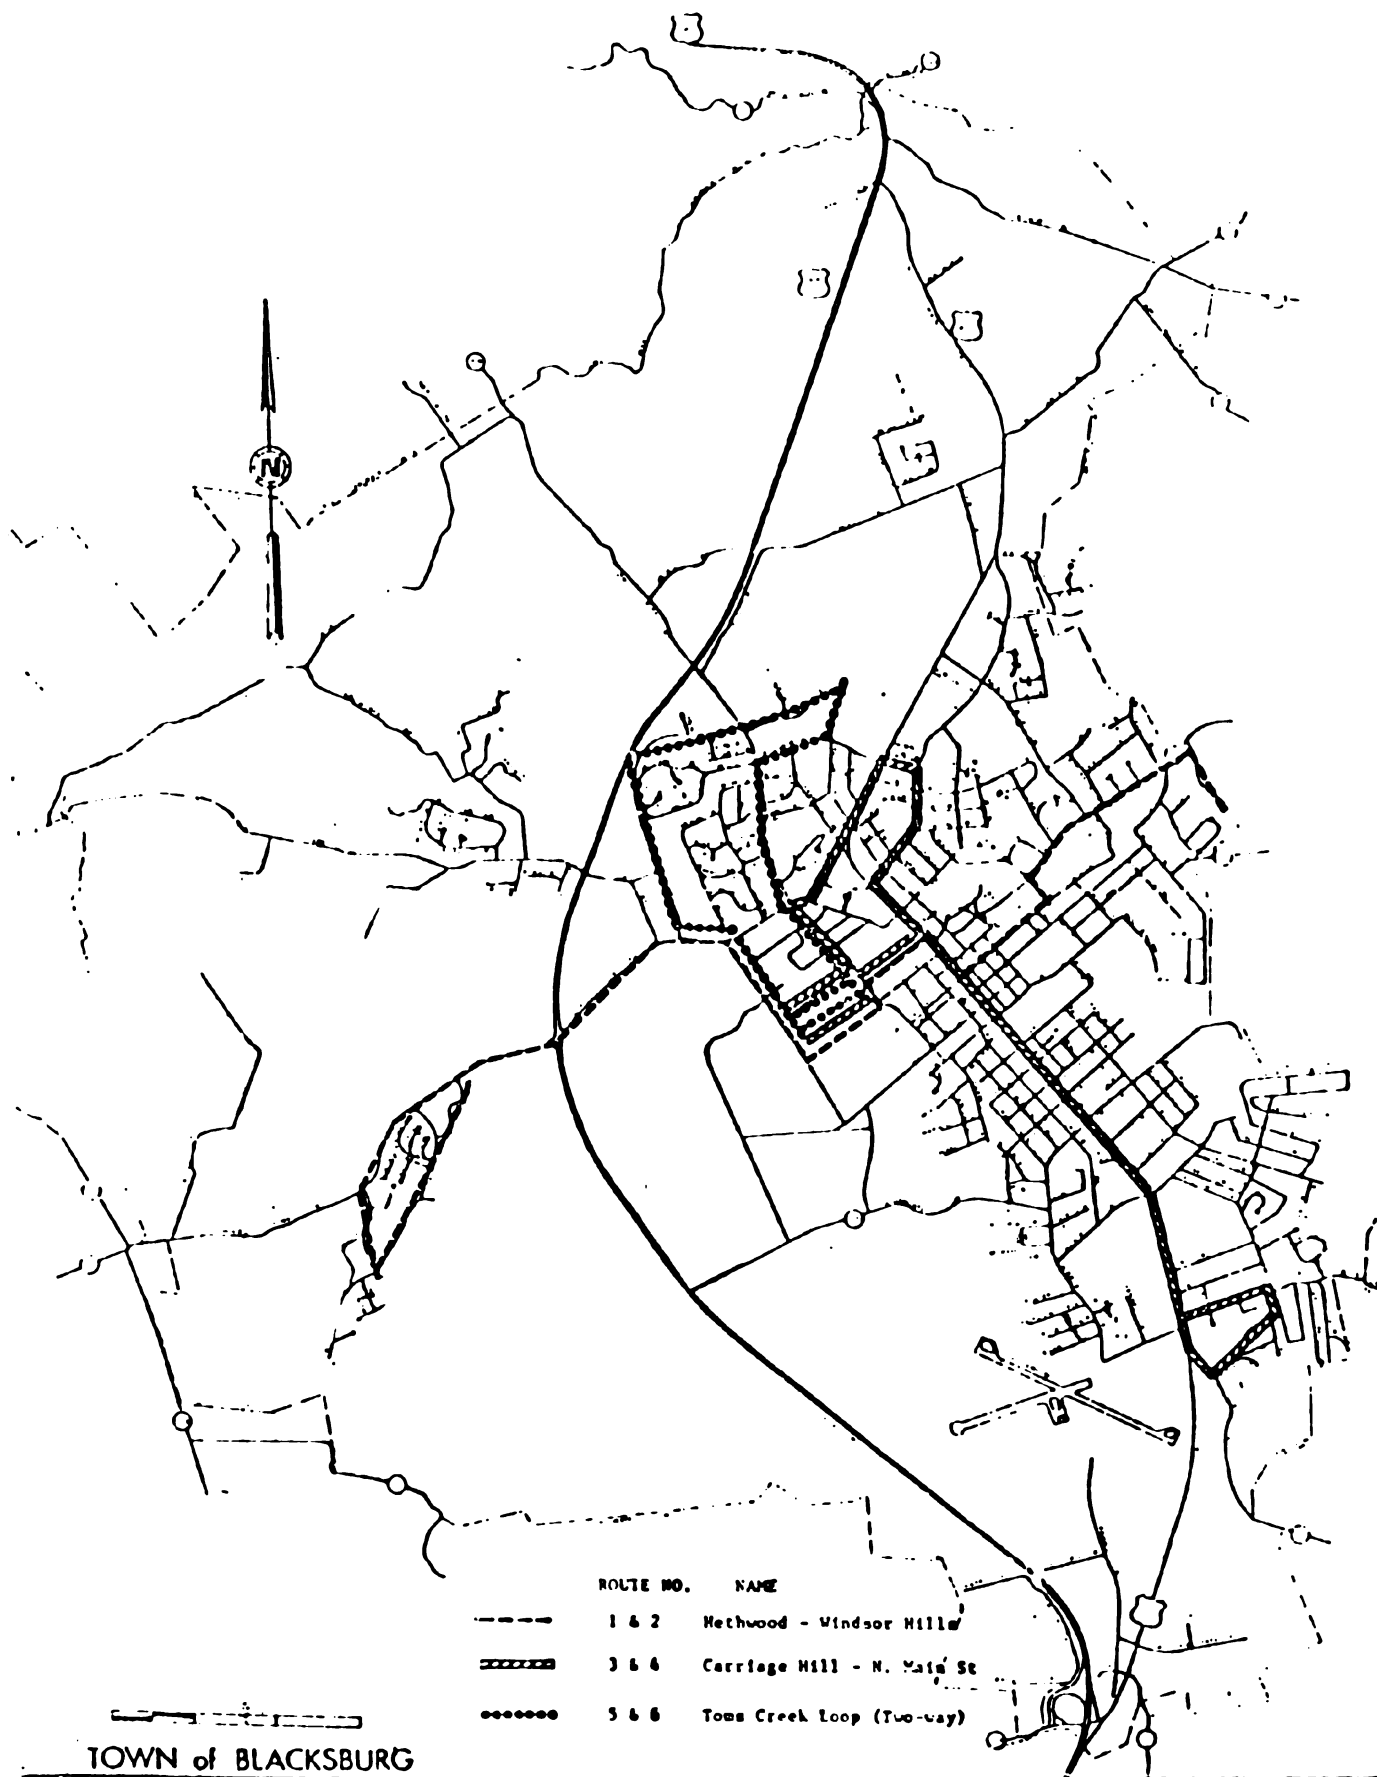 N
ROUTE NO. NAME
1 & 2 Hethwood - Windsor Hills
3 & 4 Carriage Hill - N. Main St
5 & 6 Toms Creek Loop (Two-way)
TOWN of BLACKSBURG